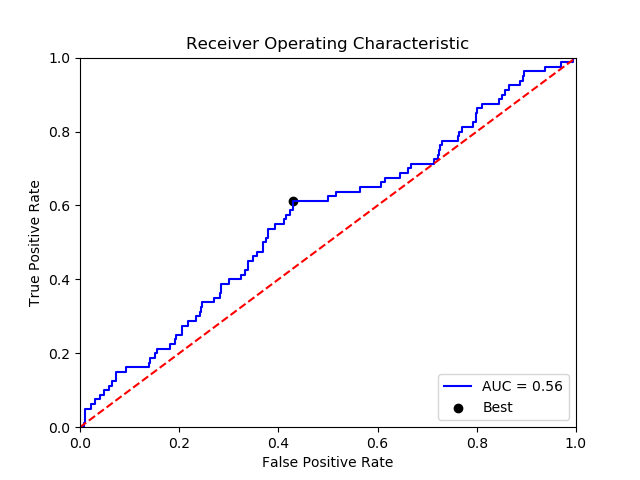 Receiver Operating Characteristic
True Positive Rate
1.0
0.8
0.6
0.4
0.2
0.0
0.0 0.2 0.4 0.6 0.8 1.0
False Positive Rate
AUC = 0.56
Best